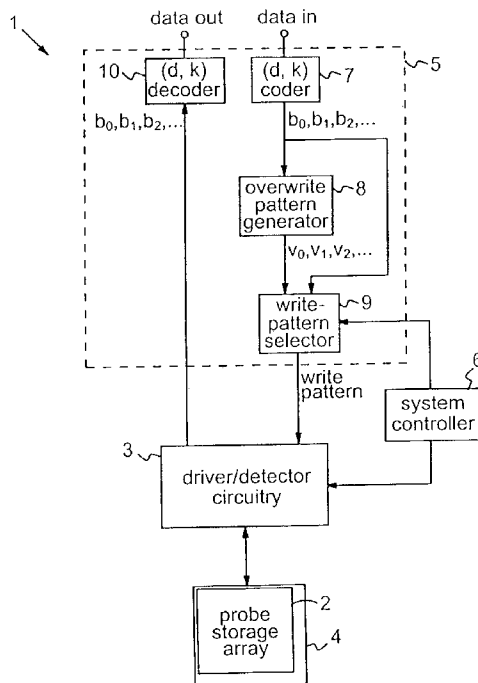 1
data out
data in
10
(d, k)
decoder
(d, k)
coder
7
5
b₀,b₁,b₂,...
b₀,b₁,b₂,...
overwrite
pattern
generator
8
v₀,v₁,v₂,...
write-
pattern
selector
9
write
pattern
6
system
controller
3
driver/detector
circuitry
2
probe
storage
array
4